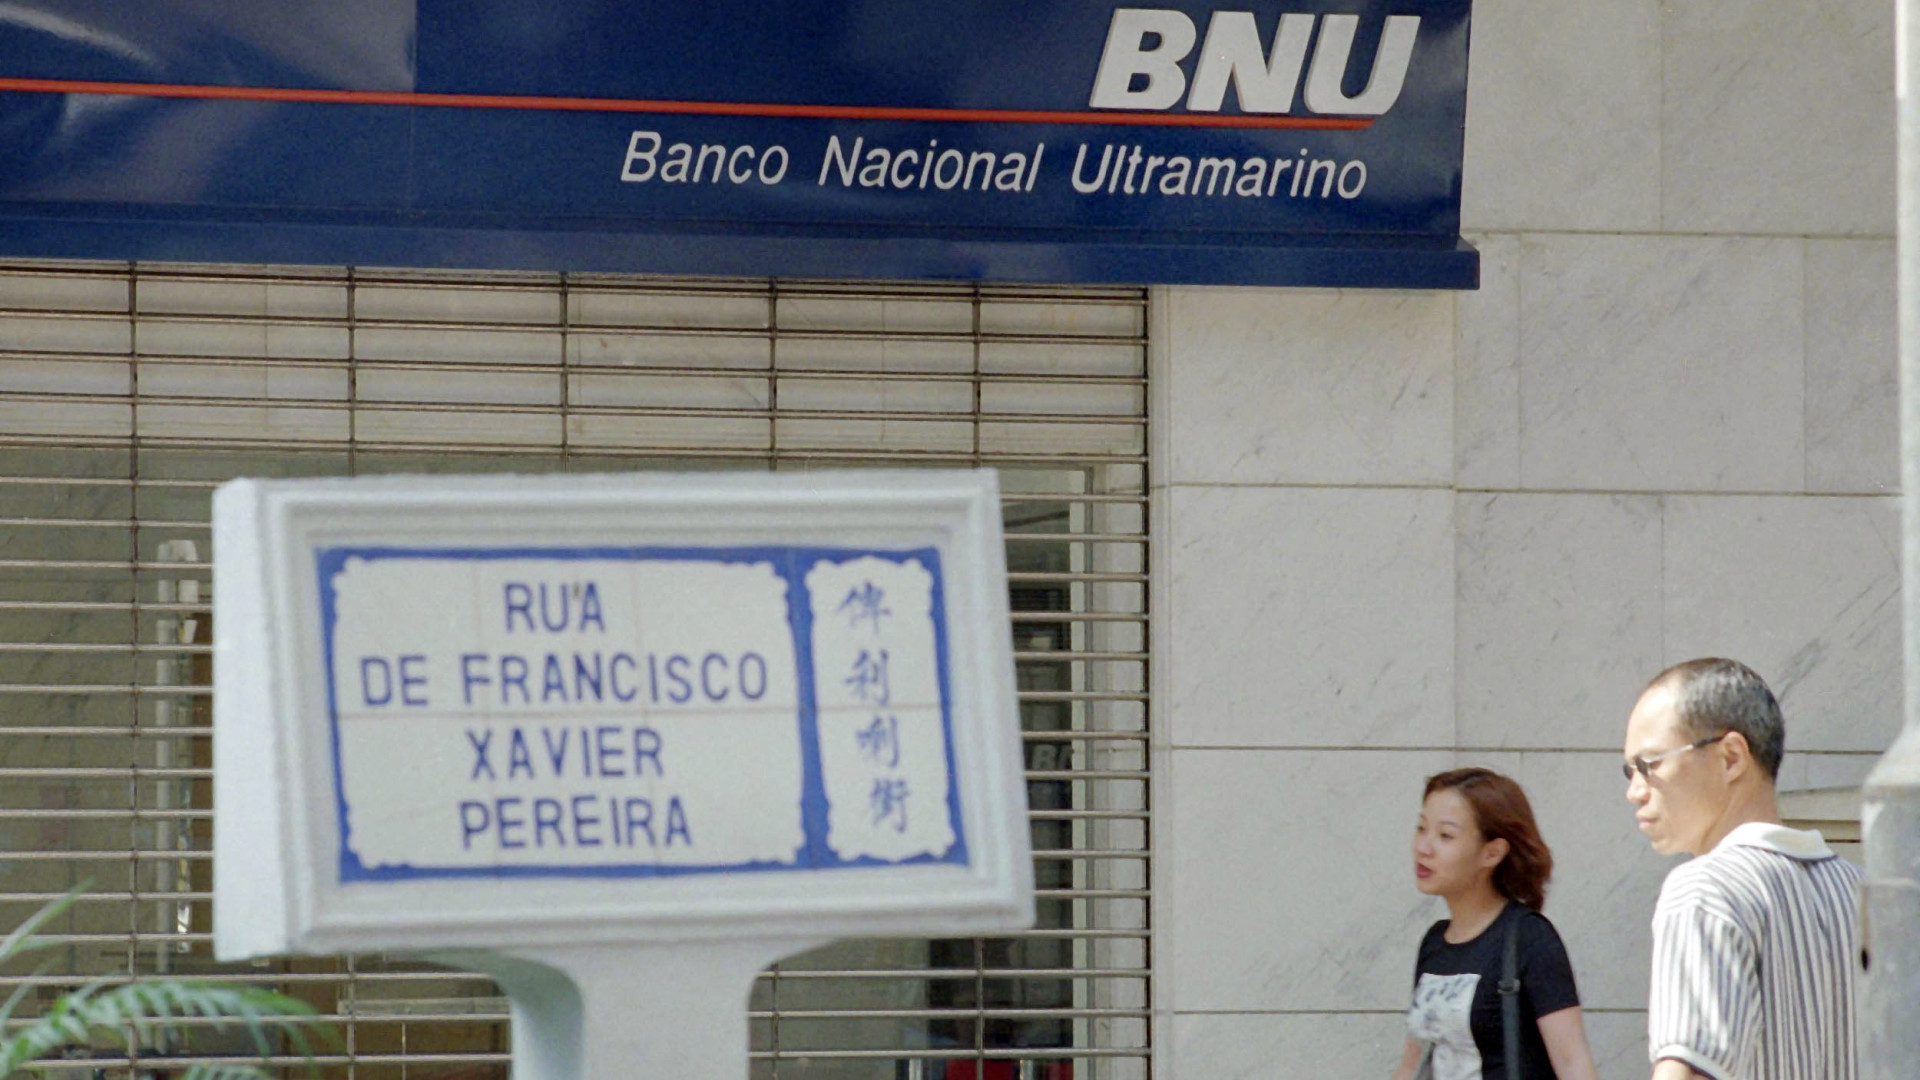 BNU
Banco Nacional Ultramarino
RUA
DE FRANCISCO
XAVIER
PEREIRA
俾利喇街